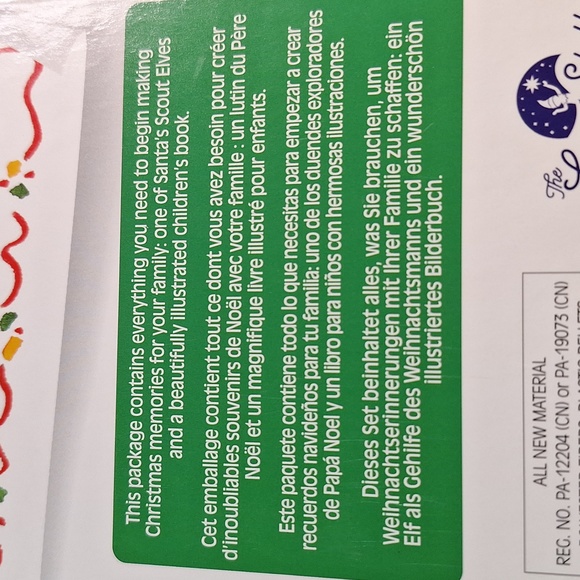 This package contains everything you need to begin making
Christmas memories for your family: one of Santa's Scout Elves
and a beautifully illustrated children's book.
Cet emballage contient tout ce dont vous avez besoin pour créer
d'inoubliables souvenirs de Noël avec votre famille : un lutin du Père
Noël et un magnifique livre illustré pour enfants.
Este paquete contiene todo lo que necesitas para empezar a crear
recuerdos navideños para tu familia: uno de los duendes exploradores
de Papá Noel y un libro para niños con hermosas ilustraciones.
Dieses Set beinhaltet alles, was Sie brauchen, um
Weihnachtserinnerungen mit Ihrer Familie zu schaffen: ein
Elf als Gehilfe des Weihnachtsmanns und ein wunderschön
illustriertes Bilderbuch.
The
ALL NEW MATERIAL
REG. NO. PA-12204 (CN) or PA-19073 (CN)